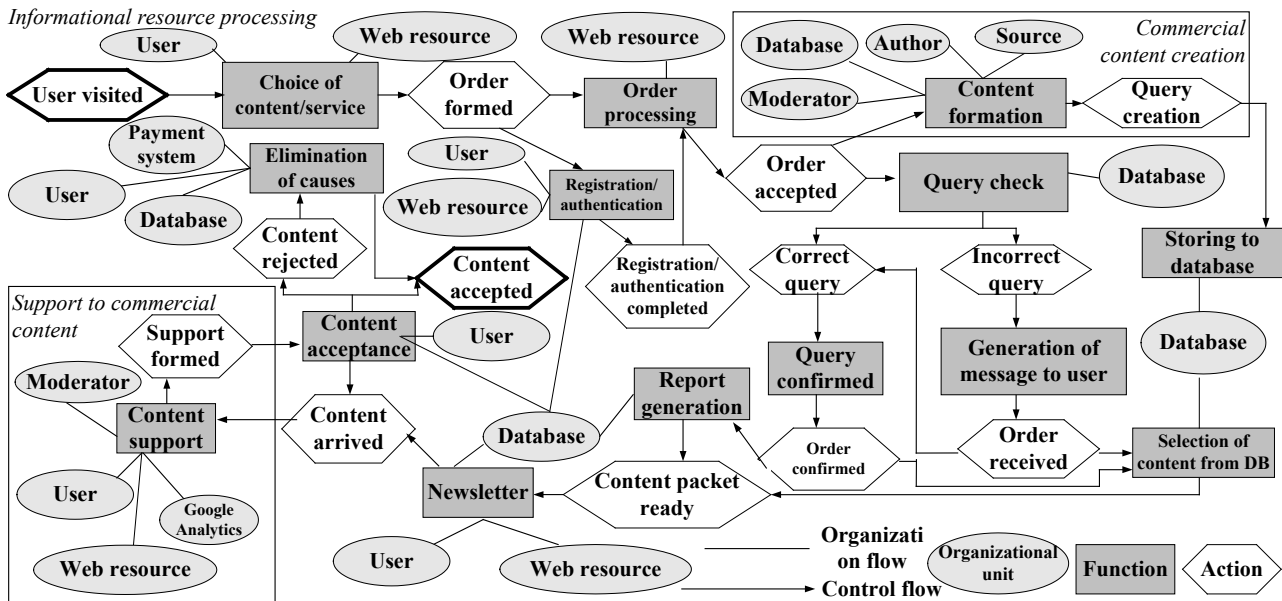 Informational resource processing
User
Web resource
Web resource
Database
Author
Source
Commercial
content creation
User visited
Choice of
content/service
Order
formed
Order
processing
Moderator
Content
formation
Query
creation
Payment
system
Elimination
of causes
User
Registration/
authentication
Order
accepted
Query check
Database
User
Database
Web resource
Content
rejected
Content
accepted
Registration/
authentication
completed
Correct
query
Incorrect
query
Storing to
database
Support to commercial
content
Support
formed
Content
acceptance
User
Query
confirmed
Generation of
message to user
Database
Moderator
Report
generation
Content
support
Content
arrived
Database
Order
confirmed
Order
received
Selection of
content from DB
User
Google
Analytics
Newsletter
Content packet
ready
Web resource
User
Web resource
Organizati
on flow
Control flow
Organizational
unit
Function
Action